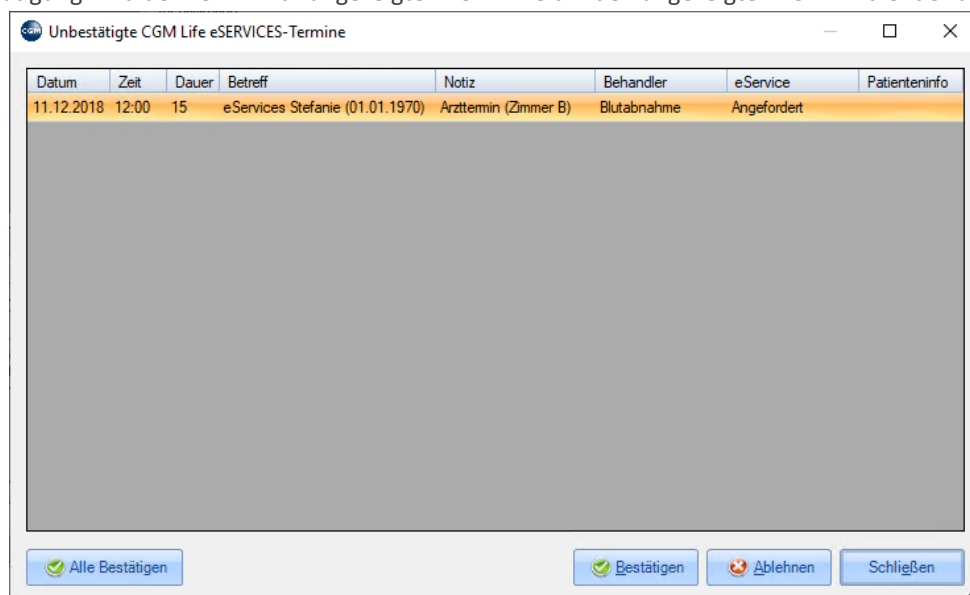 CGM Unbestätigte CGM Life eSERVICES-Termine
Datum Zeit Dauer Betreff Notiz Behandler eService Patienteninfo
11.12.2018 12:00 15 eServices Stefanie (01.01.1970) Arzttermin (Zimmer B) Blutabnahme Angefordert
Alle Bestätigen Bestätigen Ablehnen Schließen